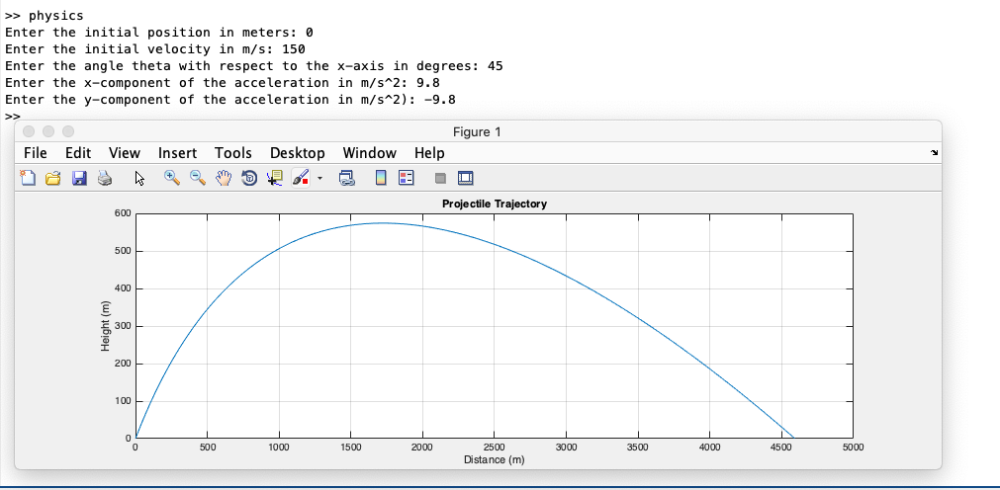 >> physics
Enter the initial position in meters: 0
Enter the initial velocity in m/s: 150
Enter the angle theta with respect to the x-axis in degrees: 45
Enter the x-component of the acceleration in m/s^2: 9.8
Enter the y-component of the acceleration in m/s^2): -9.8
>>
Figure 1
File Edit View Insert Tools Desktop Window Help
Projectile Trajectory
600
500
400
300
200
100
0
Height (m)
0 500 1000 1500 2000 2500 3000 3500 4000 4500 5000
Distance (m)